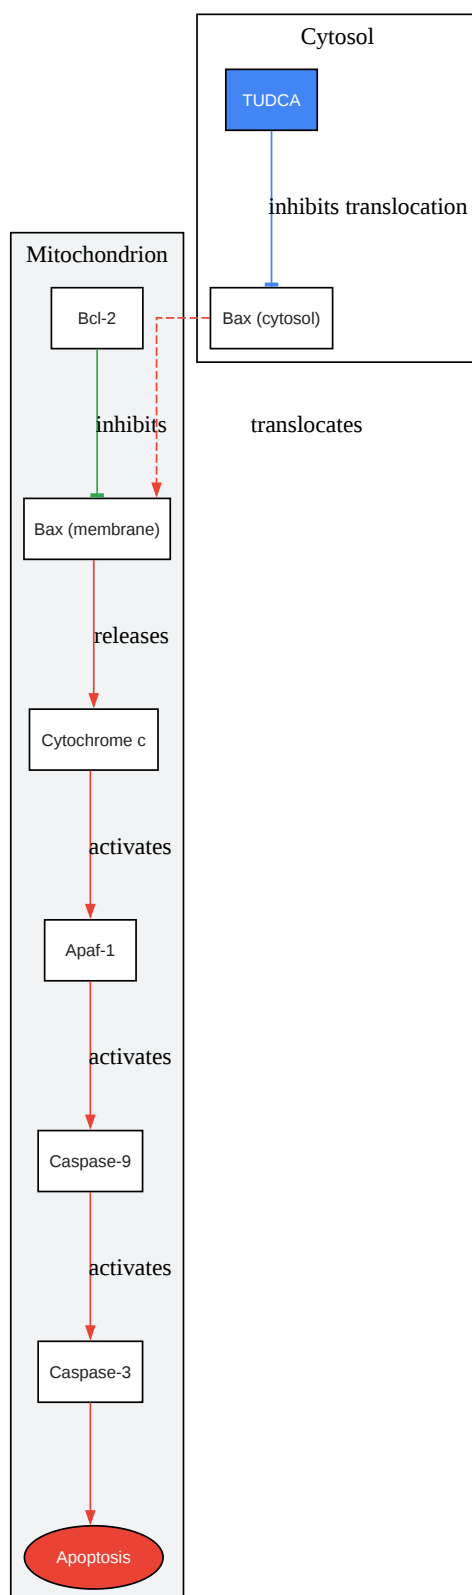 Cytosol
TUDCA
inhibits translocation
Mitochondrion
Bcl-2
Bax (cytosol)
inhibits
translocates
Bax (membrane)
releases
Cytochrome c
activates
Apaf-1
activates
Caspase-9
activates
Caspase-3
Apoptosis